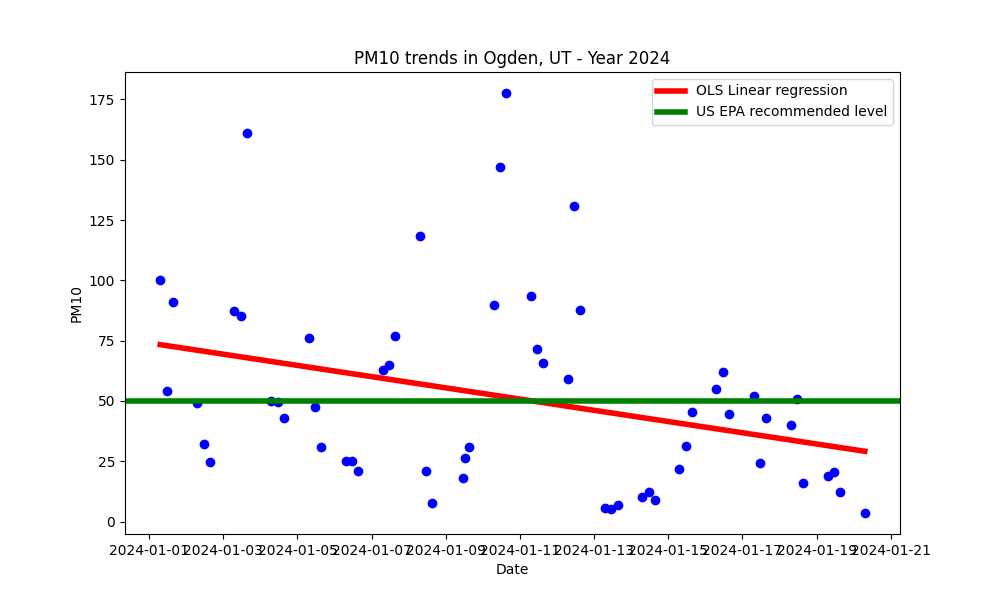 PM10 trends in Ogden, UT - Year 2024
OLS Linear regression
US EPA recommended level
PM10
175
150
125
100
75
50
25
0
2024-01-01 2024-01-03 2024-01-05 2024-01-07 2024-01-09 2024-01-11 2024-01-13 2024-01-15 2024-01-17 2024-01-19 2024-01-21
Date